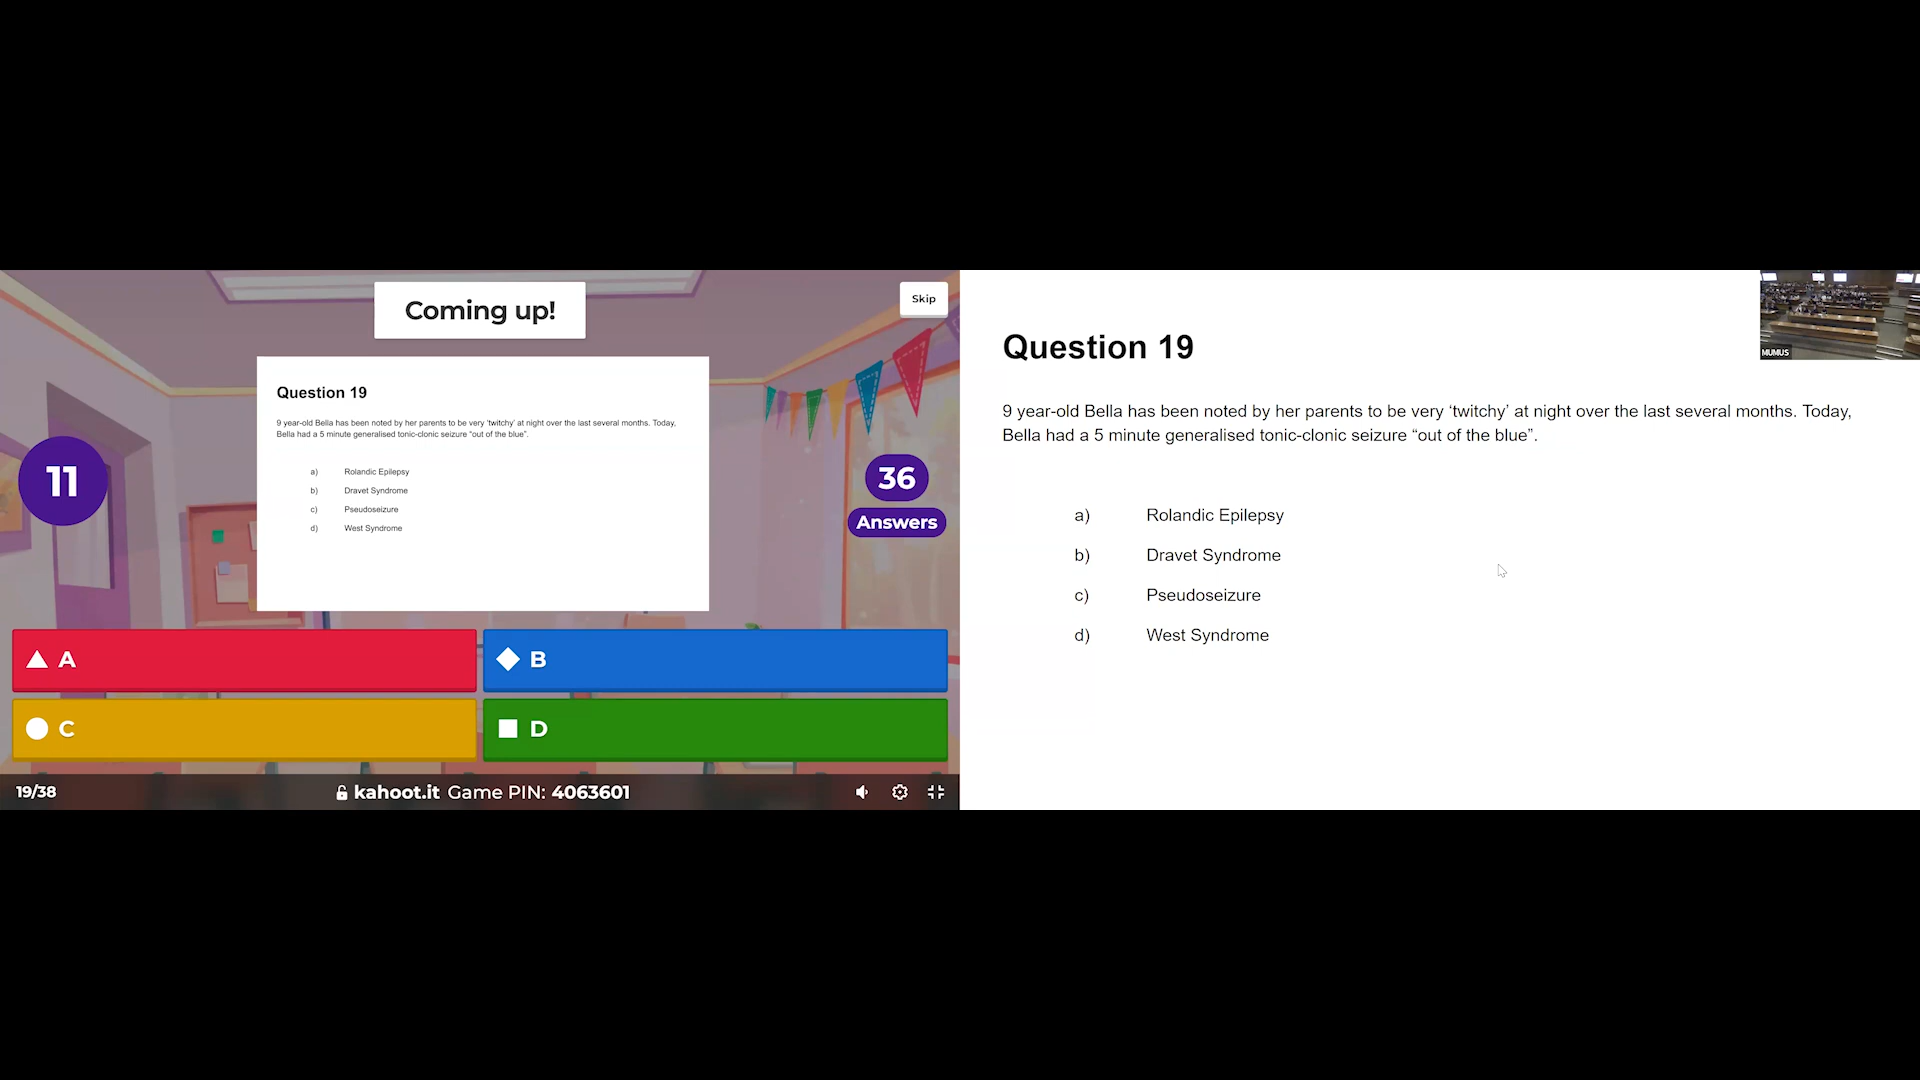 Coming up!
Skip
Question 19
9 year-old Bella has been noted by her parents to be very 'twitchy' at night over the last several months. Today,
Bella had a 5 minute generalised tonic-clonic seizure “out of the blue”.
a) Rolandic Epilepsy
b) Dravet Syndrome
c) Pseudoseizure
d) West Syndrome
11
36
Answers
A
B
C
D
19/38
kahoot.it Game PIN: 4063601
MUMUS
Question 19
9 year-old Bella has been noted by her parents to be very ‘twitchy’ at night over the last several months. Today,
Bella had a 5 minute generalised tonic-clonic seizure “out of the blue”.
a) Rolandic Epilepsy
b) Dravet Syndrome
c) Pseudoseizure
d) West Syndrome